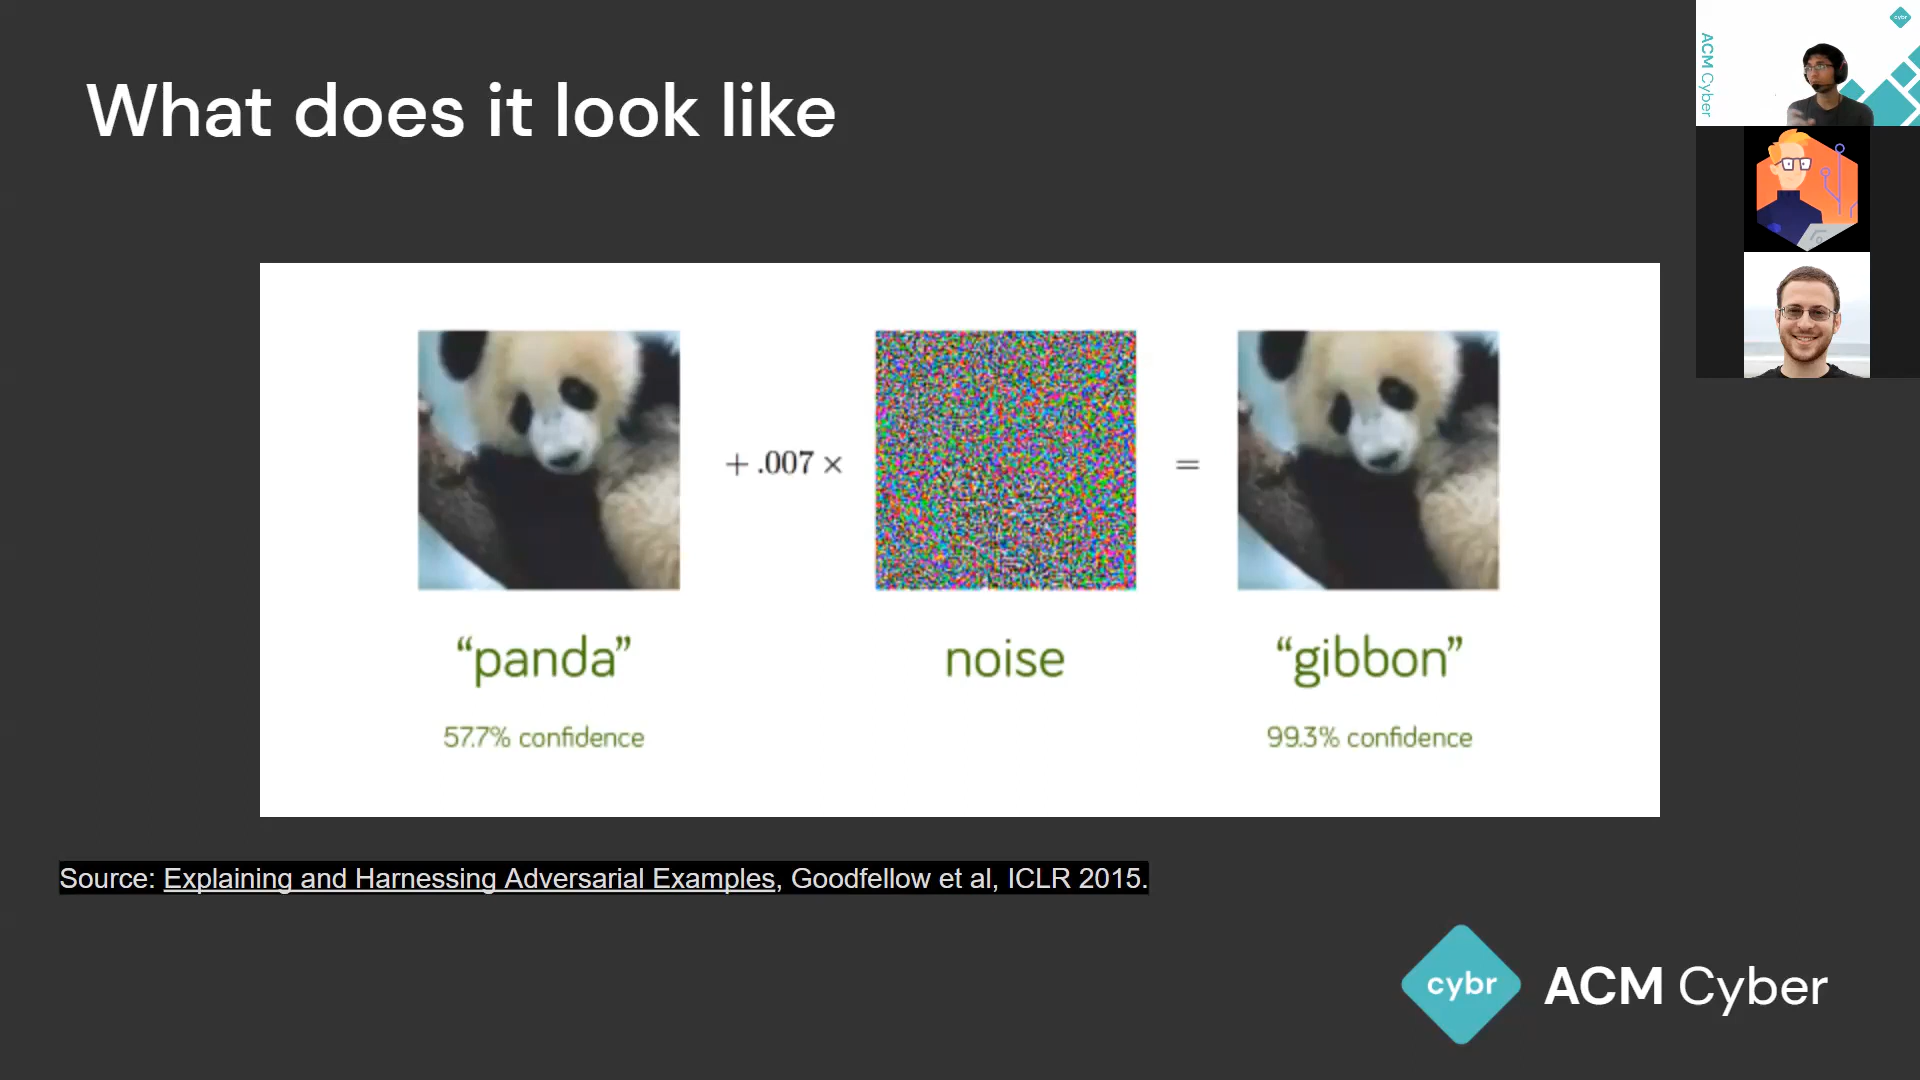 What does it look like
ACM Cyber
cybr
+ .007 ×
=
“panda”
noise
“gibbon”
57.7% confidence
99.3% confidence
Source: Explaining and Harnessing Adversarial Examples, Goodfellow et al, ICLR 2015.
cybr
ACM Cyber